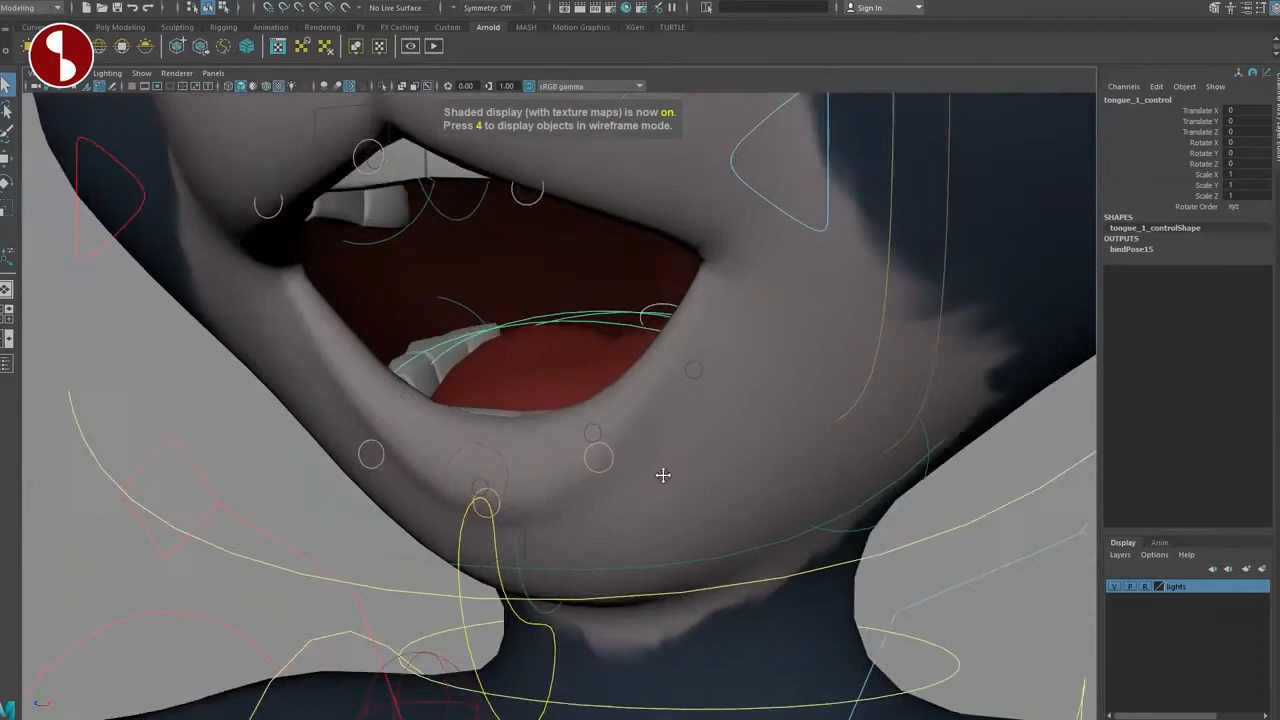 Modeling
No Live Surface
Symmetry: Off
Sign In
Poly Modeling
Sculpting
Rigging
Animation
Rendering
FX
FX Caching
Custom
Arnold
MASH
Motion Graphics
XGen
TURTLE
Lighting
Show
Renderer
Panels
0.00
1.00
sRGB gamma
Shaded display (with texture maps) is now on.
Press 4 to display objects in wireframe mode.
Channels
Edit
Object
Show
tongue_1_control
Translate X 0
Translate Y 0
Translate Z 0
Rotate X 0
Rotate Y 0
Rotate Z 0
Scale X 1
Scale Y 1
Scale Z 1
Rotate Order xyz
SHAPES
tongue_1_controlShape
OUTPUTS
bindPose15
Display
Anim
Layers
Options
Help
V
P
R
lights